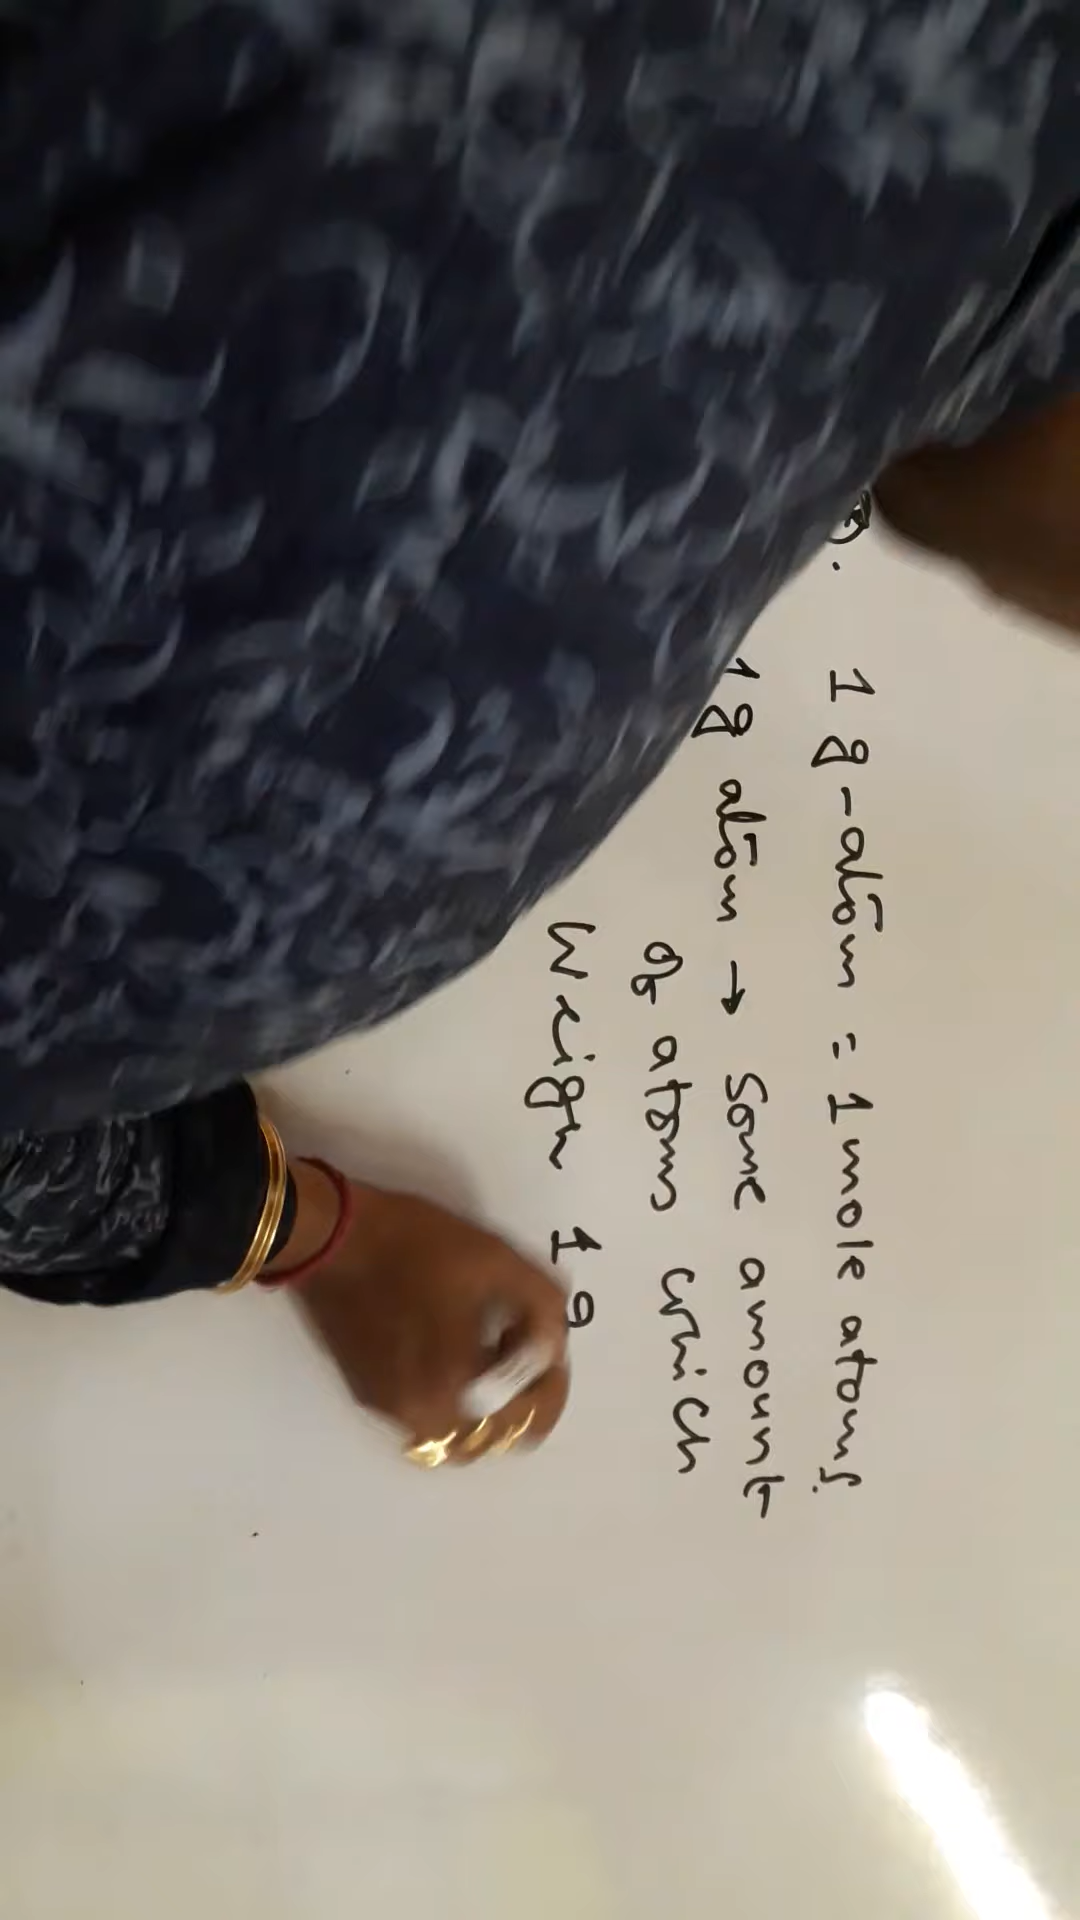 1 g-atom = 1 mole atoms.
1 g atom → Some amount
of atoms which
Weigh 1 g